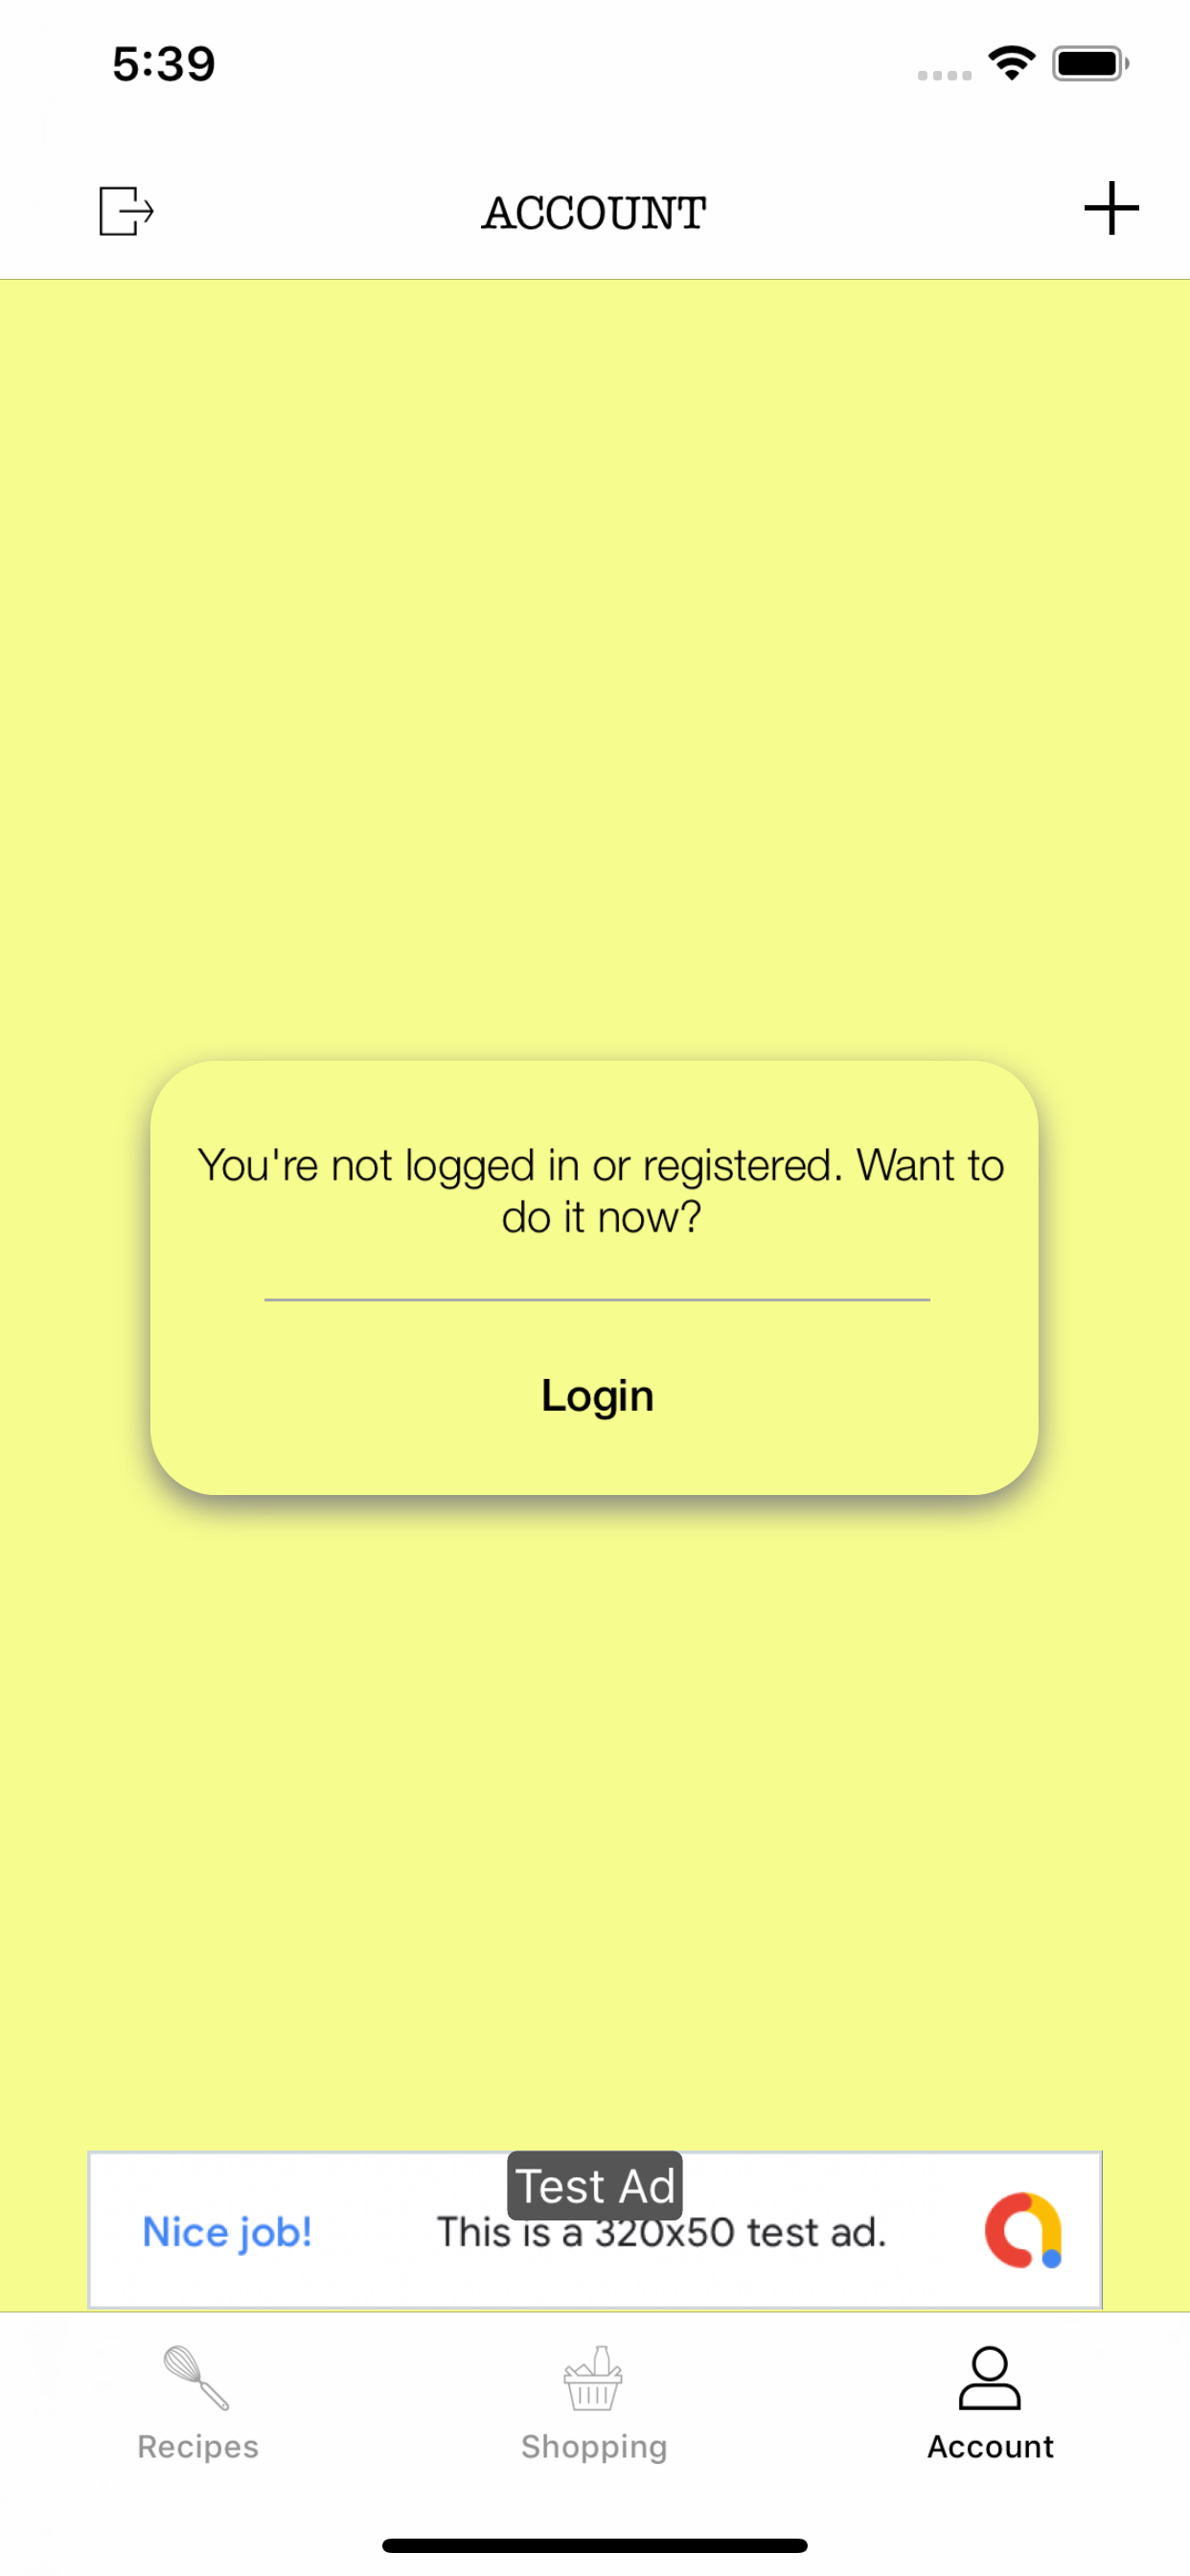 5:39
ACCOUNT
You're not logged in or registered. Want to
do it now?
Login
Test Ad
Nice job!
This is a 320x50 test ad.
Recipes
Shopping
Account